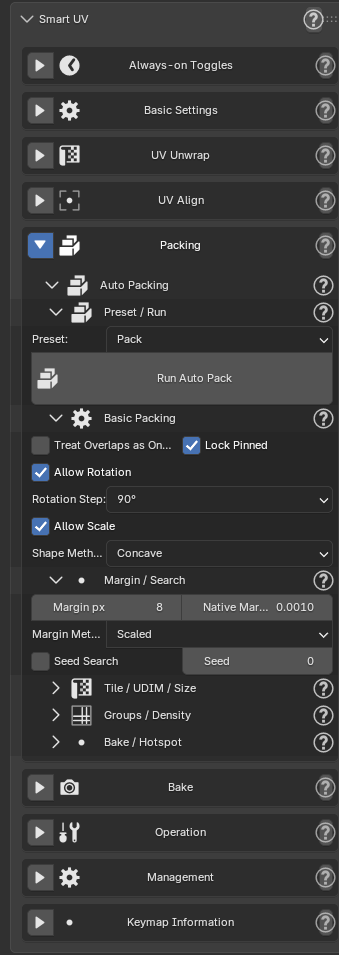 Smart UV
Always-on Toggles
Basic Settings
UV Unwrap
UV Align
Packing
Auto Packing
Preset / Run
Preset: Pack
Run Auto Pack
Basic Packing
Treat Overlaps as On... Lock Pinned
Allow Rotation
Rotation Step: 90°
Allow Scale
Shape Meth... Concave
Margin / Search
Margin px 8 Native Mar... 0.0010
Margin Met... Scaled
Seed Search Seed 0
Tile / UDIM / Size
Groups / Density
Bake / Hotspot
Bake
Operation
Management
Keymap Information